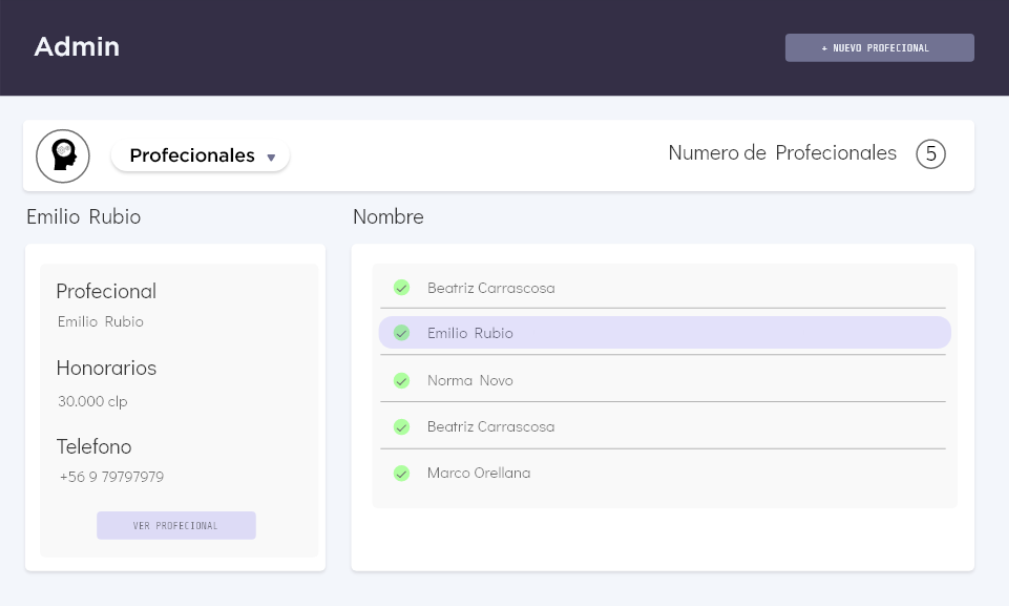 Admin
+ NUEVO PROFECIONAL
Profecionales
Numero de Profecionales 5
Emilio Rubio
Nombre
Profecional
Emilio Rubio
Honorarios
30.000 clp
Telefono
+56 9 79797979
VER PROFECIONAL
Beatriz Carrascosa
Emilio Rubio
Norma Novo
Beatriz Carrascosa
Marco Orellana